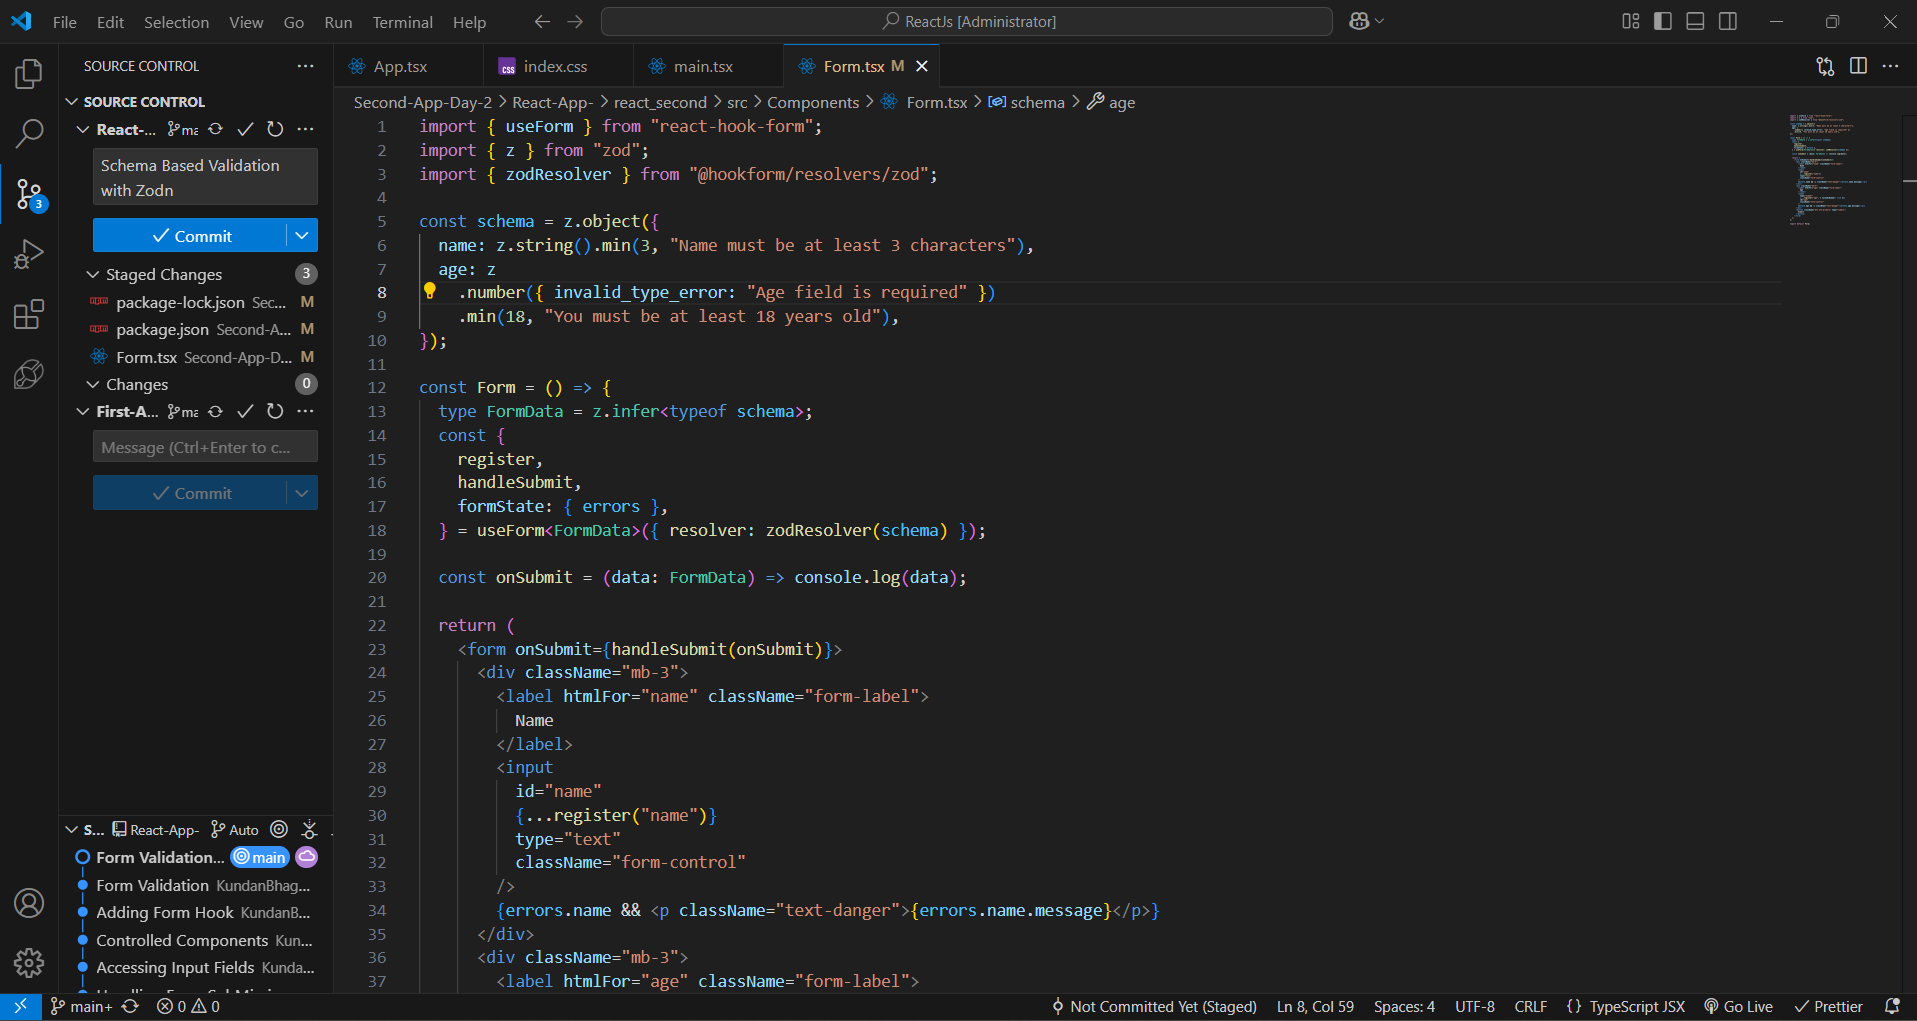 File Edit Selection View Go Run Terminal Help
ReactJs [Administrator]
SOURCE CONTROL
SOURCE CONTROL
React-... ma
Schema Based Validation
with Zodn
Commit
Staged Changes 3
package-lock.json Sec... M
package.json Second-A... M
Form.tsx Second-App-D... M
Changes 0
First-A... ma
Message (Ctrl+Enter to c...
Commit
S... React-App- Auto
Form Validation... main
Form Validation KundanBhag...
Adding Form Hook KundanB...
Controlled Components Kun...
Accessing Input Fields Kunda...
3
App.tsx
index.css
main.tsx
Form.tsx M
Second-App-Day-2 > React-App- > react_second > src > Components > Form.tsx > schema > age
1 import { useForm } from "react-hook-form";
2 import { z } from "zod";
3 import { zodResolver } from "@hookform/resolvers/zod";
4
5 const schema = z.object({
6 name: z.string().min(3, "Name must be at least 3 characters"),
7 age: z
8 .number({ invalid_type_error: "Age field is required" })
9 .min(18, "You must be at least 18 years old"),
10 });
11
12 const Form = () => {
13 type FormData = z.infer<typeof schema>;
14 const {
15 register,
16 handleSubmit,
17 formState: { errors },
18 } = useForm<FormData>({ resolver: zodResolver(schema) });
19
20 const onSubmit = (data: FormData) => console.log(data);
21
22 return (
23 <form onSubmit={handleSubmit(onSubmit)}>
24 <div className="mb-3">
25 <label htmlFor="name" className="form-label">
26 Name
27 </label>
28 <input
29 id="name"
30 {...register("name")}
31 type="text"
32 className="form-control"
33 />
34 {errors.name && <p className="text-danger">{errors.name.message}</p>}
35 </div>
36 <div className="mb-3">
37 <label htmlFor="age" className="form-label">
main+ 0 0
Not Committed Yet (Staged) Ln 8, Col 59 Spaces: 4 UTF-8 CRLF {} TypeScript JSX Go Live Prettier